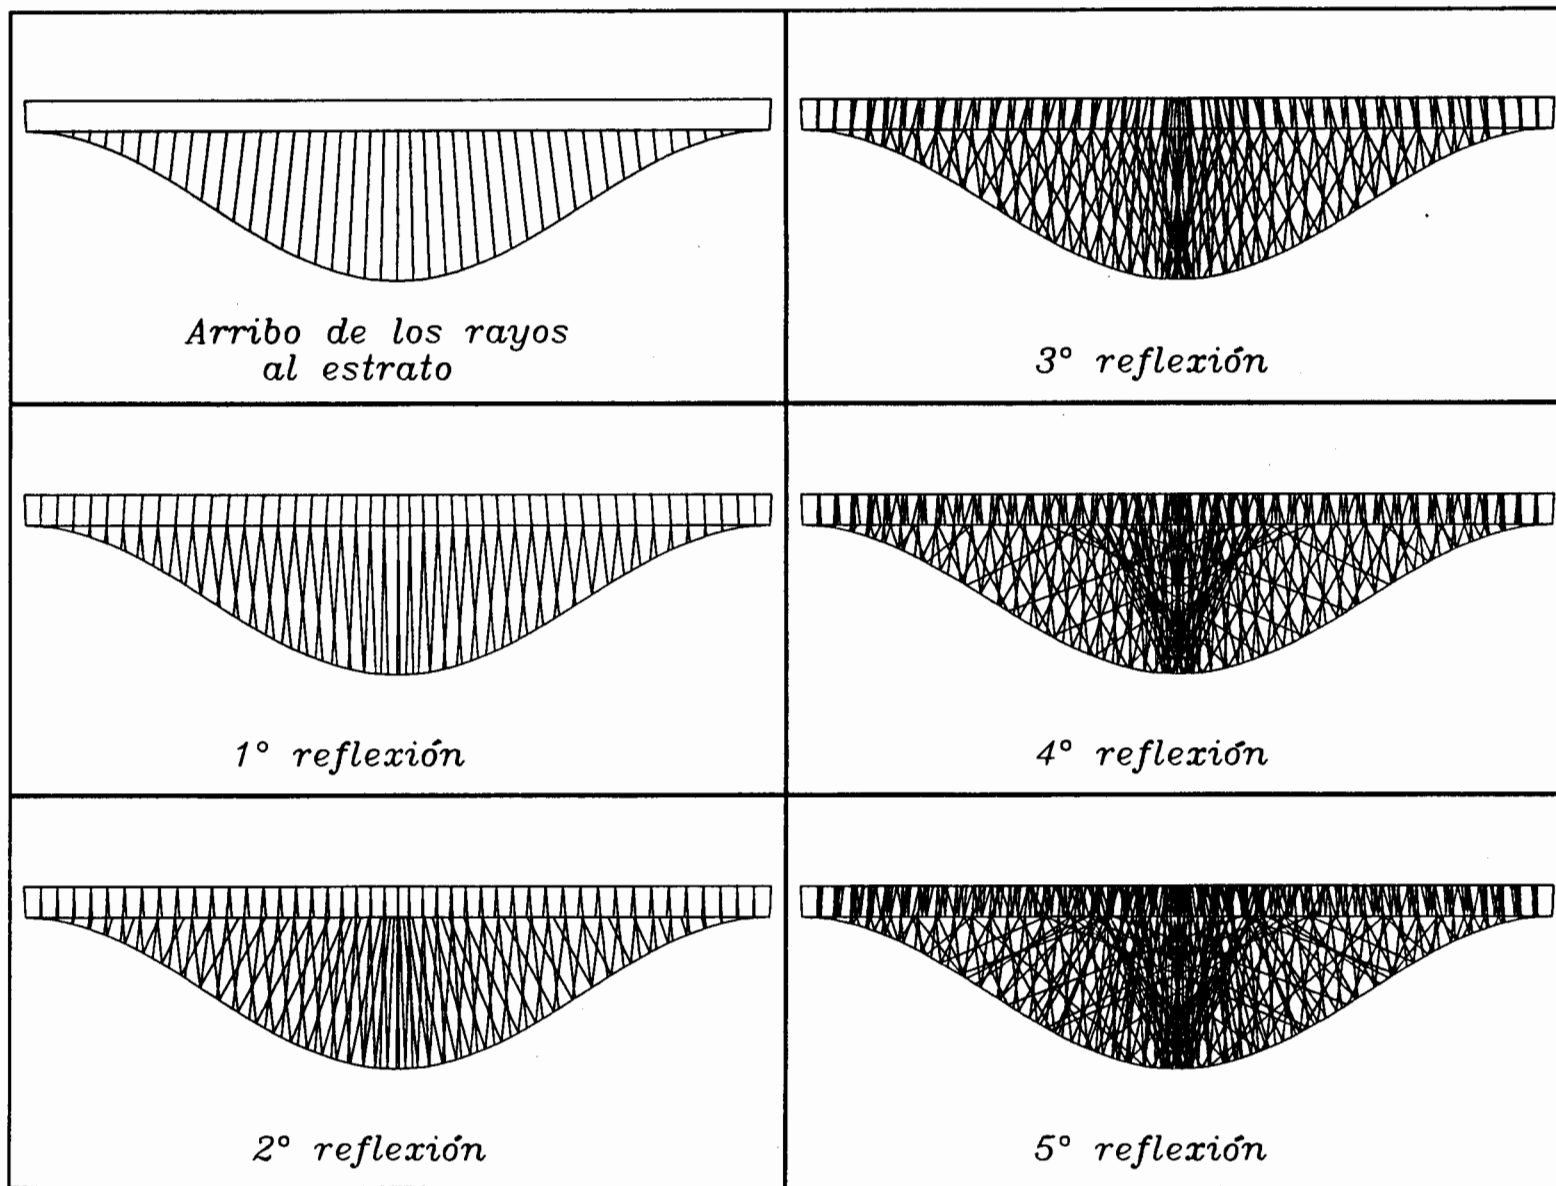 Arribo de los rayos
al estrato
3° reflexión
1° reflexión
4° reflexión
2° reflexión
5° reflexión